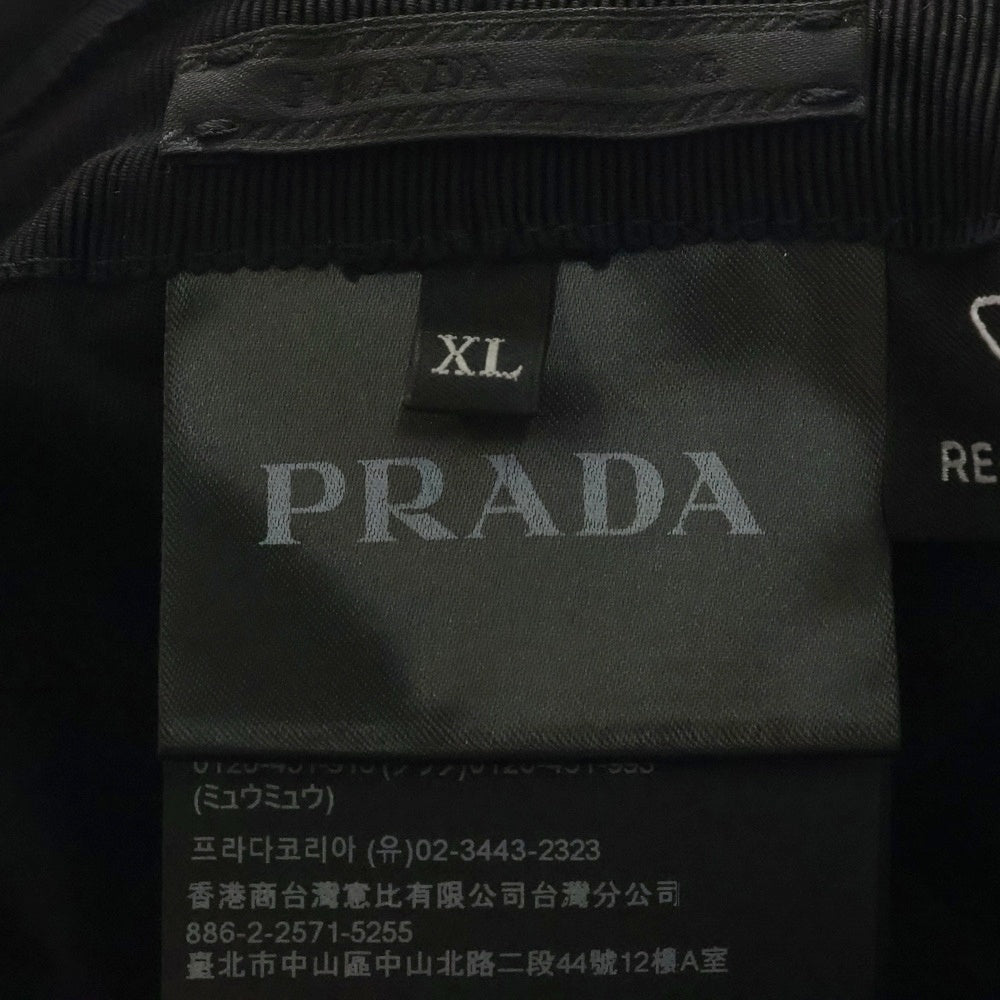 PRADA
XL
PRADA
RE
(ミュウミュウ)
프라다코리아 (유)02-3443-2323
香港商台灣意比有限公司台灣分公司
886-2-2571-5255
臺北市中山區中山北路二段44號12樓A室